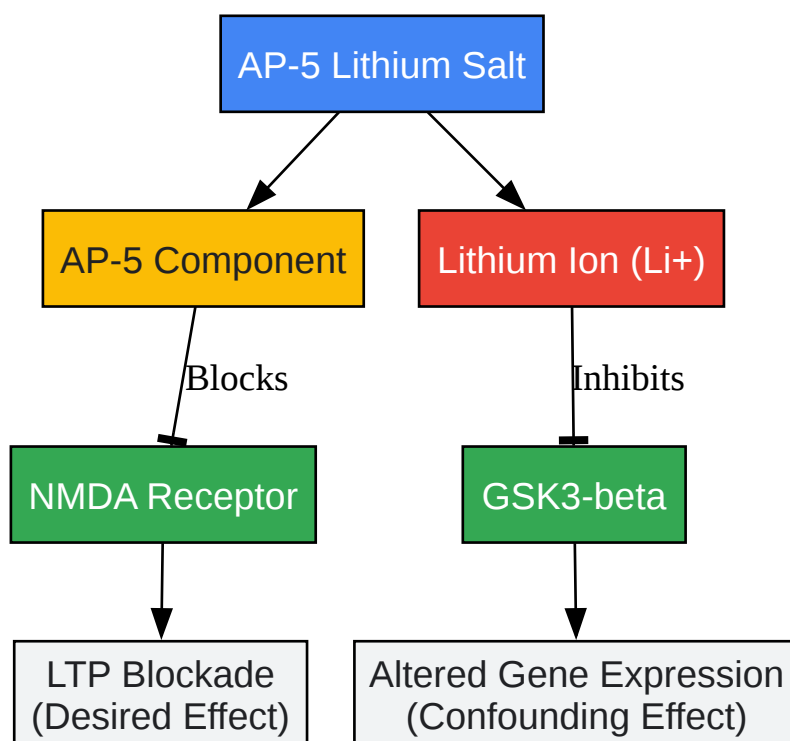 AP-5 Lithium Salt
AP-5 Component
Lithium Ion (Li+)
Blocks
Inhibits
NMDA Receptor
GSK3-beta
LTP Blockade
(Desired Effect)
Altered Gene Expression
(Confounding Effect)